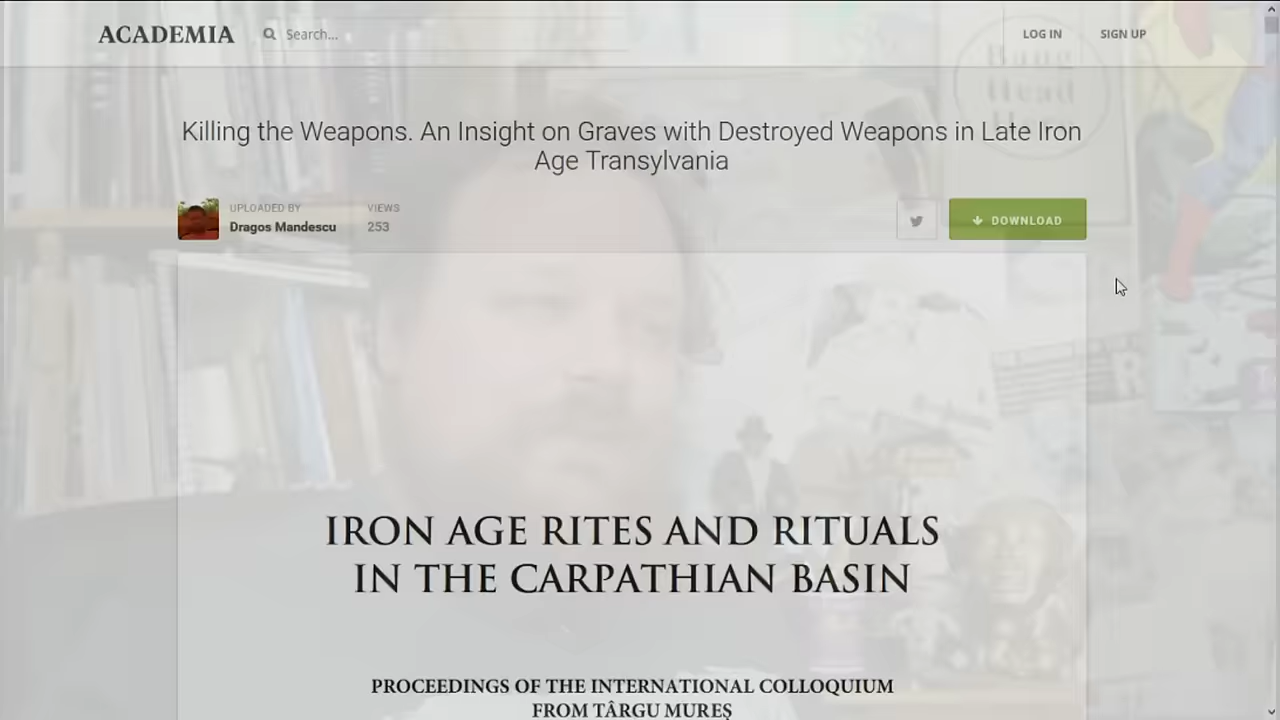 ACADEMIA
Search...
LOG IN
SIGN UP
Killing the Weapons. An Insight on Graves with Destroyed Weapons in Late Iron
Age Transylvania
UPLOADED BY
Dragos Mandescu
VIEWS
253
DOWNLOAD
IRON AGE RITES AND RITUALS
IN THE CARPATHIAN BASIN
PROCEEDINGS OF THE INTERNATIONAL COLLOQUIUM
FROM TÂRGU MUREȘ